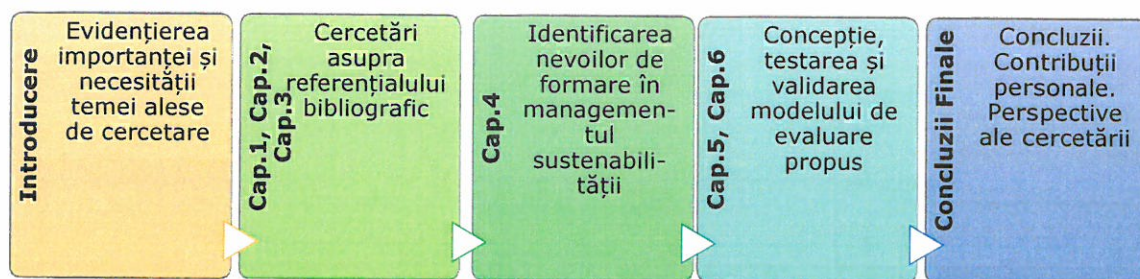 Introducere
Evidențierea
importanței și
necesității
temei alese
de cercetare
Cap.1, Cap.2,
Cap.3
Cercetări
asupra
referențialului
bibliografic
Cap.4
Identificarea
nevoilor de
formare în
managemen-
tul
sustenabili-
tății
Cap.5, Cap.6
Concepție,
testarea și
validarea
modelului de
evaluare
propus
Concluzii Finale
Concluzii.
Contribuții
personale.
Perspective
ale cercetării